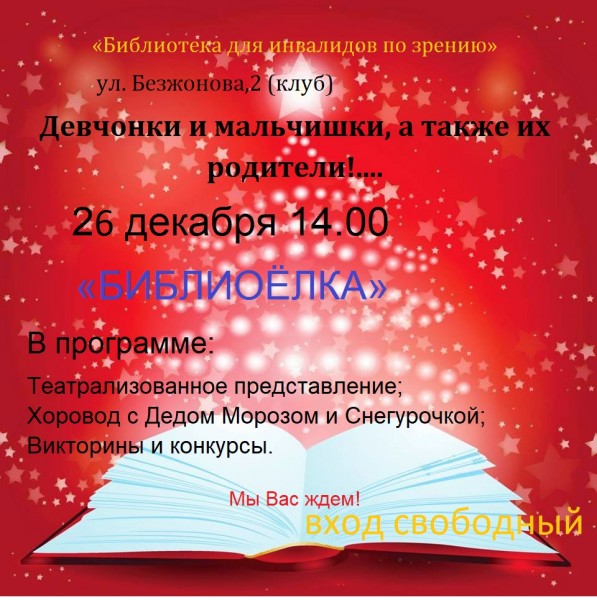 «Библиотека для инвалидов по зрению»
ул. Безжонова,2 (клуб)
Девчонки и мальчишки, а также их
родители!....
26 декабря 14.00
«БИБЛИОЁЛКА»
В программе:
Театрализованное представление;
Хоровод с Дедом Морозом и Снегурочкой;
Викторины и конкурсы.
Мы Вас ждем!
вход свободный